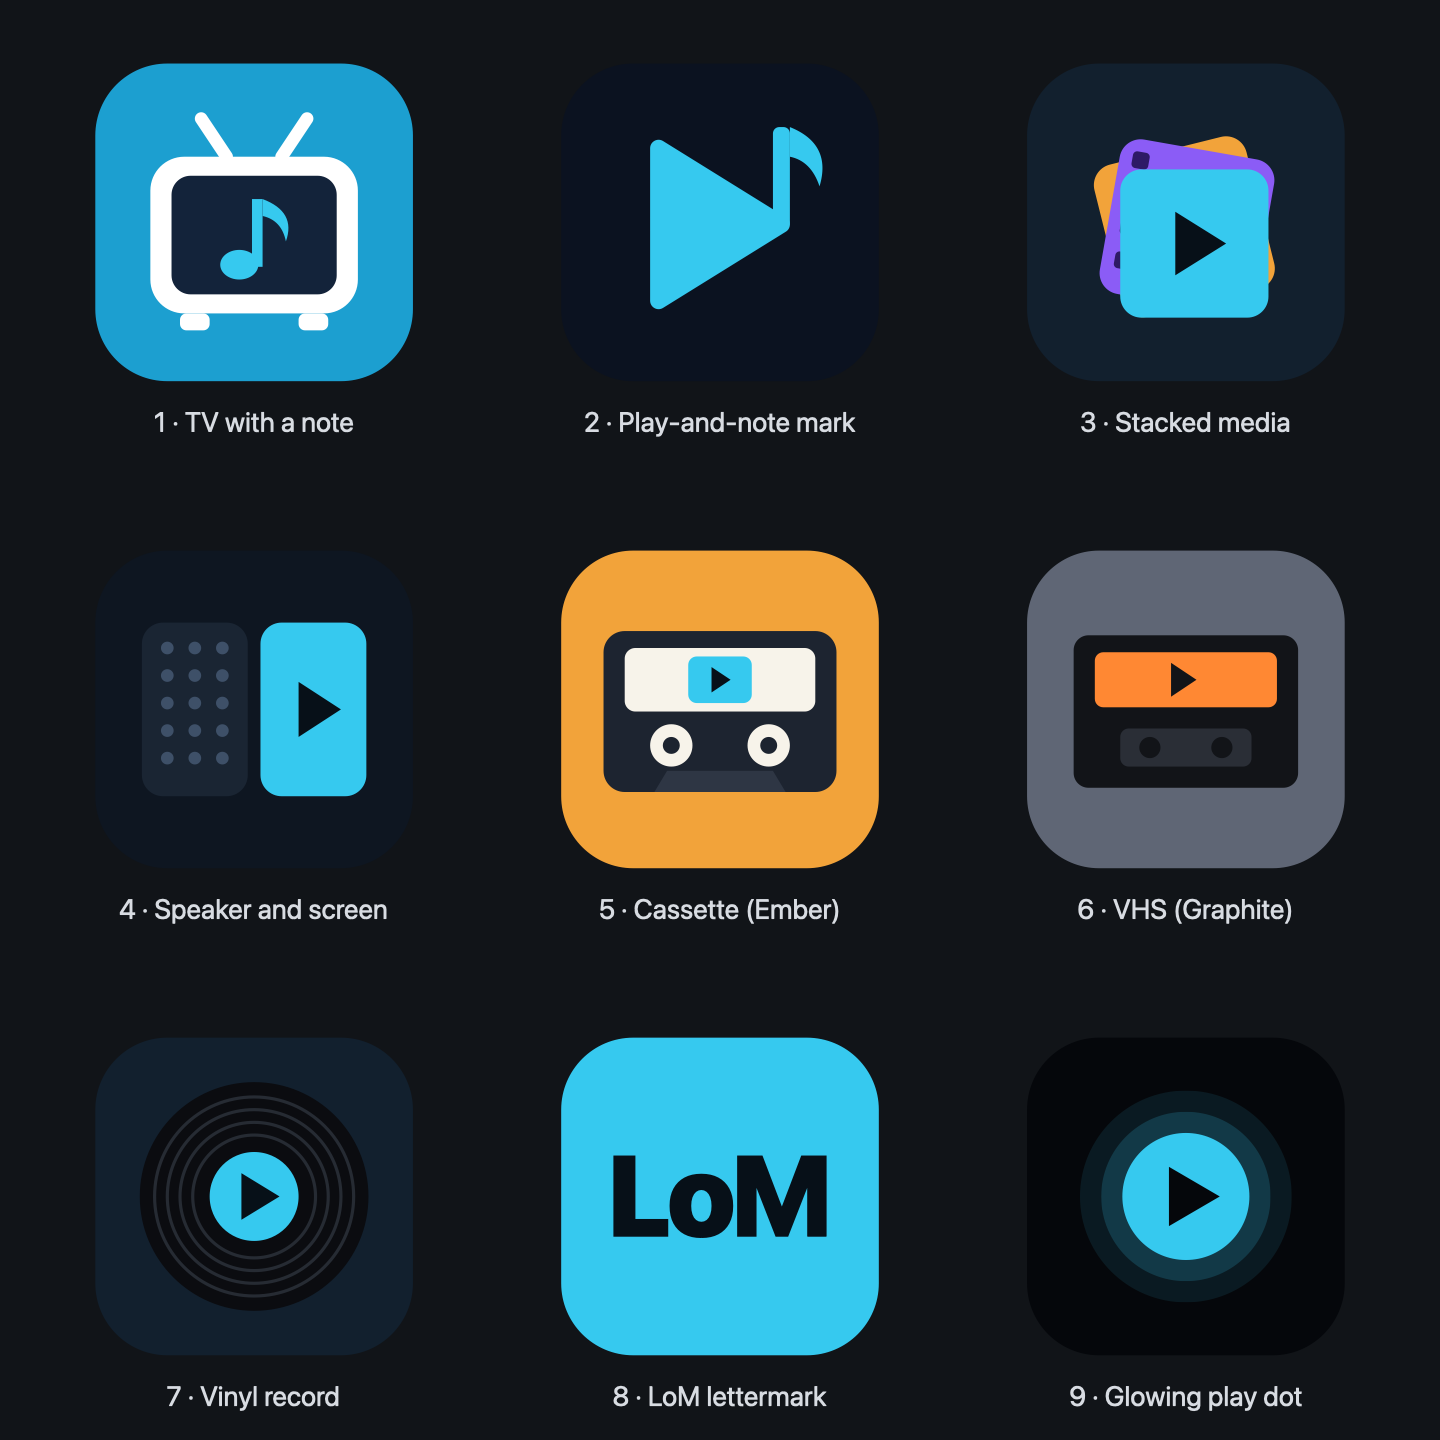 1 · TV with a note
2 · Play-and-note mark
3 · Stacked media
4 · Speaker and screen
5 · Cassette (Ember)
6 · VHS (Graphite)
LoM
7 · Vinyl record
8 · LoM lettermark
9 · Glowing play dot